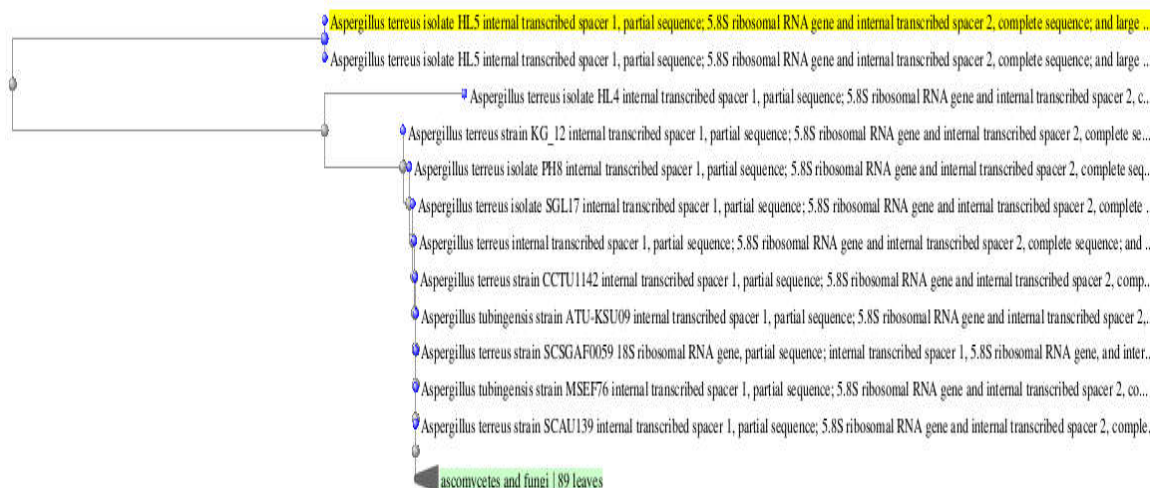 Aspergillus terreus isolate HL5 internal transcribed spacer 1, partial sequence; 5.8S ribosomal RNA gene and internal transcribed spacer 2, complete sequence; and large ...
Aspergillus terreus isolate HL5 internal transcribed spacer 1, partial sequence; 5.8S ribosomal RNA gene and internal transcribed spacer 2, complete sequence; and large ...
Aspergillus terreus isolate HL4 internal transcribed spacer 1, partial sequence; 5.8S ribosomal RNA gene and internal transcribed spacer 2, c...
Aspergillus terreus strain KG_12 internal transcribed spacer 1, partial sequence; 5.8S ribosomal RNA gene and internal transcribed spacer 2, complete se...
Aspergillus terreus isolate PH8 internal transcribed spacer 1, partial sequence; 5.8S ribosomal RNA gene and internal transcribed spacer 2, complete seq...
Aspergillus terreus isolate SGL17 internal transcribed spacer 1, partial sequence; 5.8S ribosomal RNA gene and internal transcribed spacer 2, complete ...
Aspergillus terreus internal transcribed spacer 1, partial sequence; 5.8S ribosomal RNA gene and internal transcribed spacer 2, complete sequence; and ...
Aspergillus terreus strain CCTU1142 internal transcribed spacer 1, partial sequence; 5.8S ribosomal RNA gene and internal transcribed spacer 2, comp...
Aspergillus tubingensis strain ATU-KSU09 internal transcribed spacer 1, partial sequence; 5.8S ribosomal RNA gene and internal transcribed spacer 2,...
Aspergillus terreus strain SCSGAF0059 18S ribosomal RNA gene, partial sequence; internal transcribed spacer 1, 5.8S ribosomal RNA gene, and inter...
Aspergillus tubingensis strain MSEF76 internal transcribed spacer 1, partial sequence; 5.8S ribosomal RNA gene and internal transcribed spacer 2, co...
Aspergillus terreus strain SCAU139 internal transcribed spacer 1, partial sequence; 5.8S ribosomal RNA gene and internal transcribed spacer 2, comple...
ascomycetes and fungi | 89 leaves